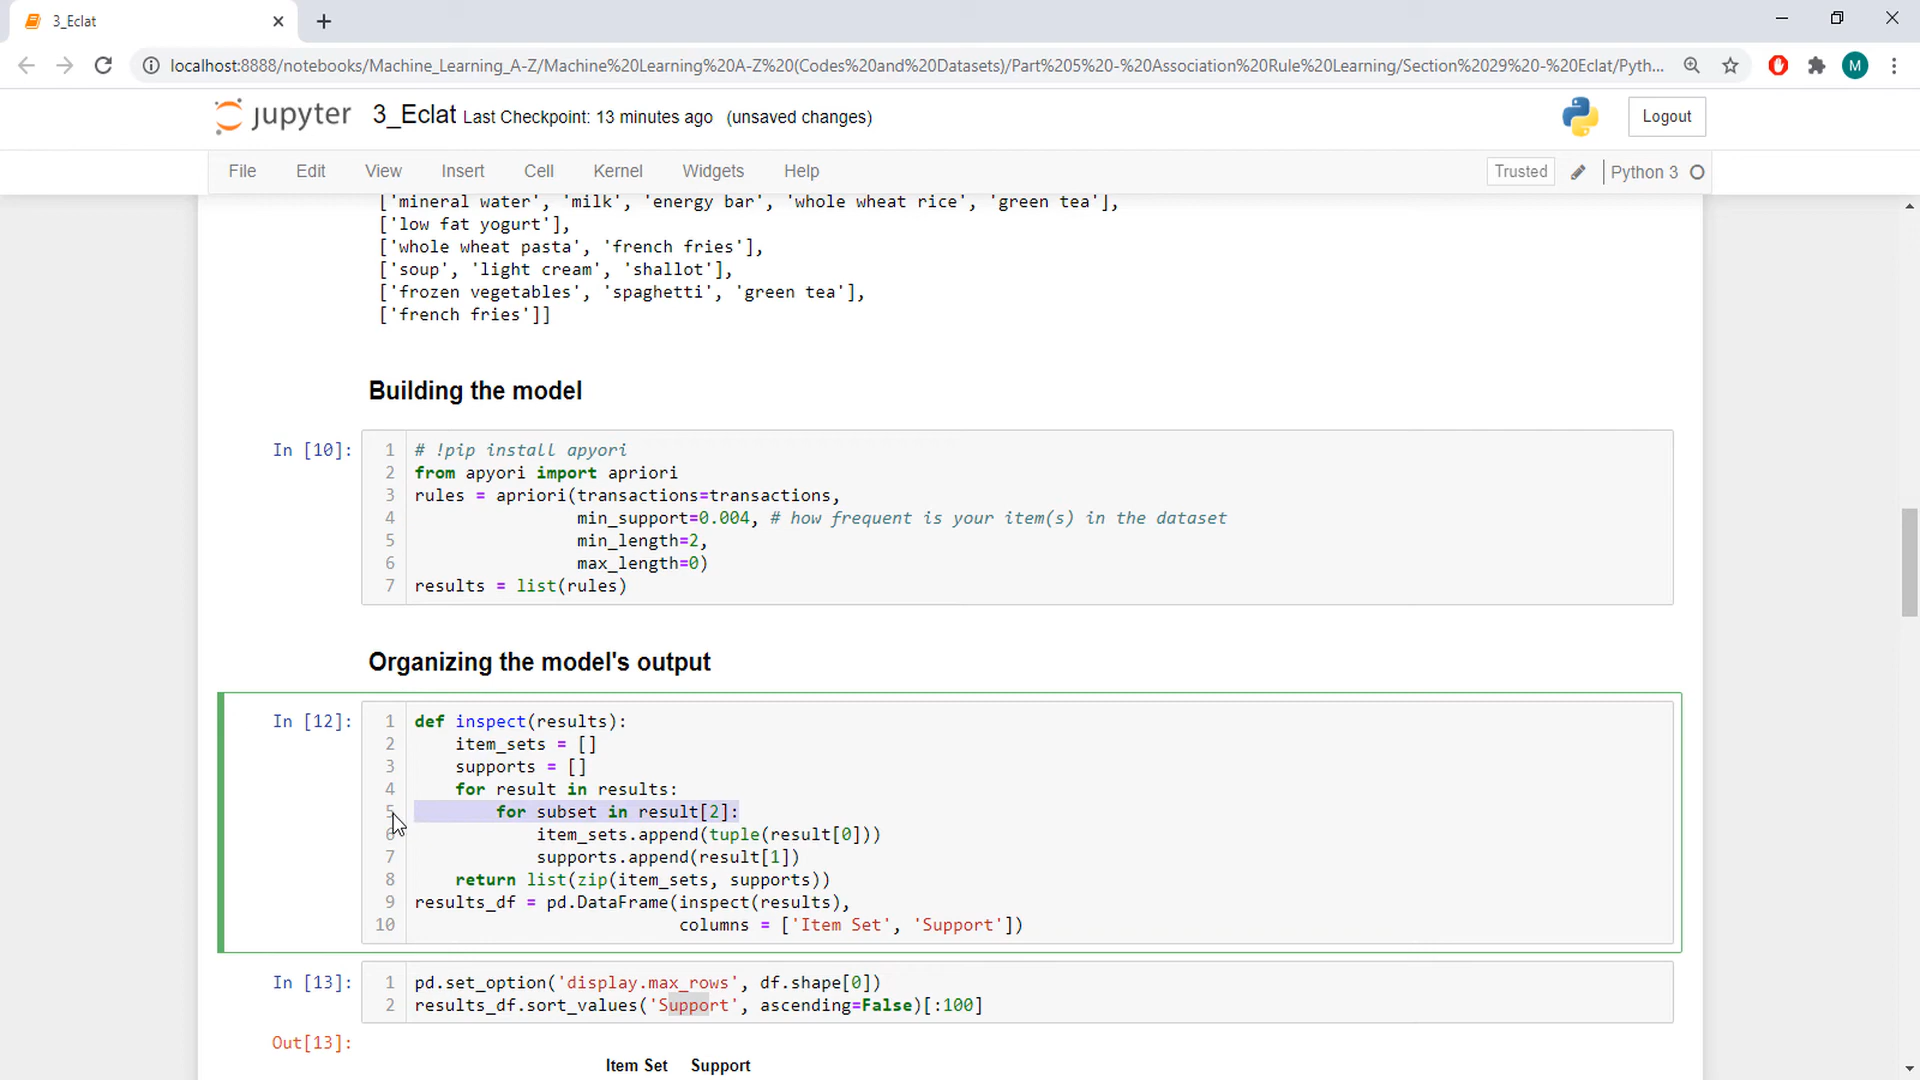 3_Eclat
localhost:8888/notebooks/Machine_Learning_A-Z/Machine%20Learning%20A-Z%20(Codes%20and%20Datasets)/Part%205%20-%20Association%20Rule%20Learning/Section%2029%20-%20Eclat/Pyth...
M
jupyter 3_Eclat Last Checkpoint: 13 minutes ago (unsaved changes)
Logout
File Edit View Insert Cell Kernel Widgets Help
Trusted Python 3
['mineral water', 'milk', 'energy bar', 'whole wheat rice', 'green tea'],
['low fat yogurt'],
['whole wheat pasta', 'french fries'],
['soup', 'light cream', 'shallot'],
['frozen vegetables', 'spaghetti', 'green tea'],
['french fries']]
Building the model
In [10]:
1 # !pip install apyori
2 from apyori import apriori
3 rules = apriori(transactions=transactions,
4 min_support=0.004, # how frequent is your item(s) in the dataset
5 min_length=2,
6 max_length=0)
7 results = list(rules)
Organizing the model's output
In [12]:
1 def inspect(results):
2 item_sets = []
3 supports = []
4 for result in results:
5 for subset in result[2]:
6 item_sets.append(tuple(result[0]))
7 supports.append(result[1])
8 return list(zip(item_sets, supports))
9 results_df = pd.DataFrame(inspect(results),
10 columns = ['Item Set', 'Support'])
In [13]:
1 pd.set_option('display.max_rows', df.shape[0])
2 results_df.sort_values('Support', ascending=False)[:100]
Out[13]:
Item Set Support